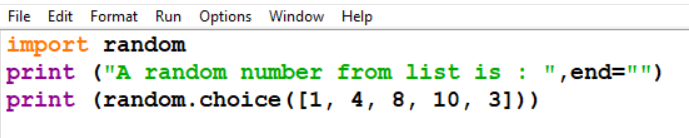 File Edit Format Run Options Window Help
import random
print ("A random number from list is : ",end="")
print (random.choice([1, 4, 8, 10, 3]))